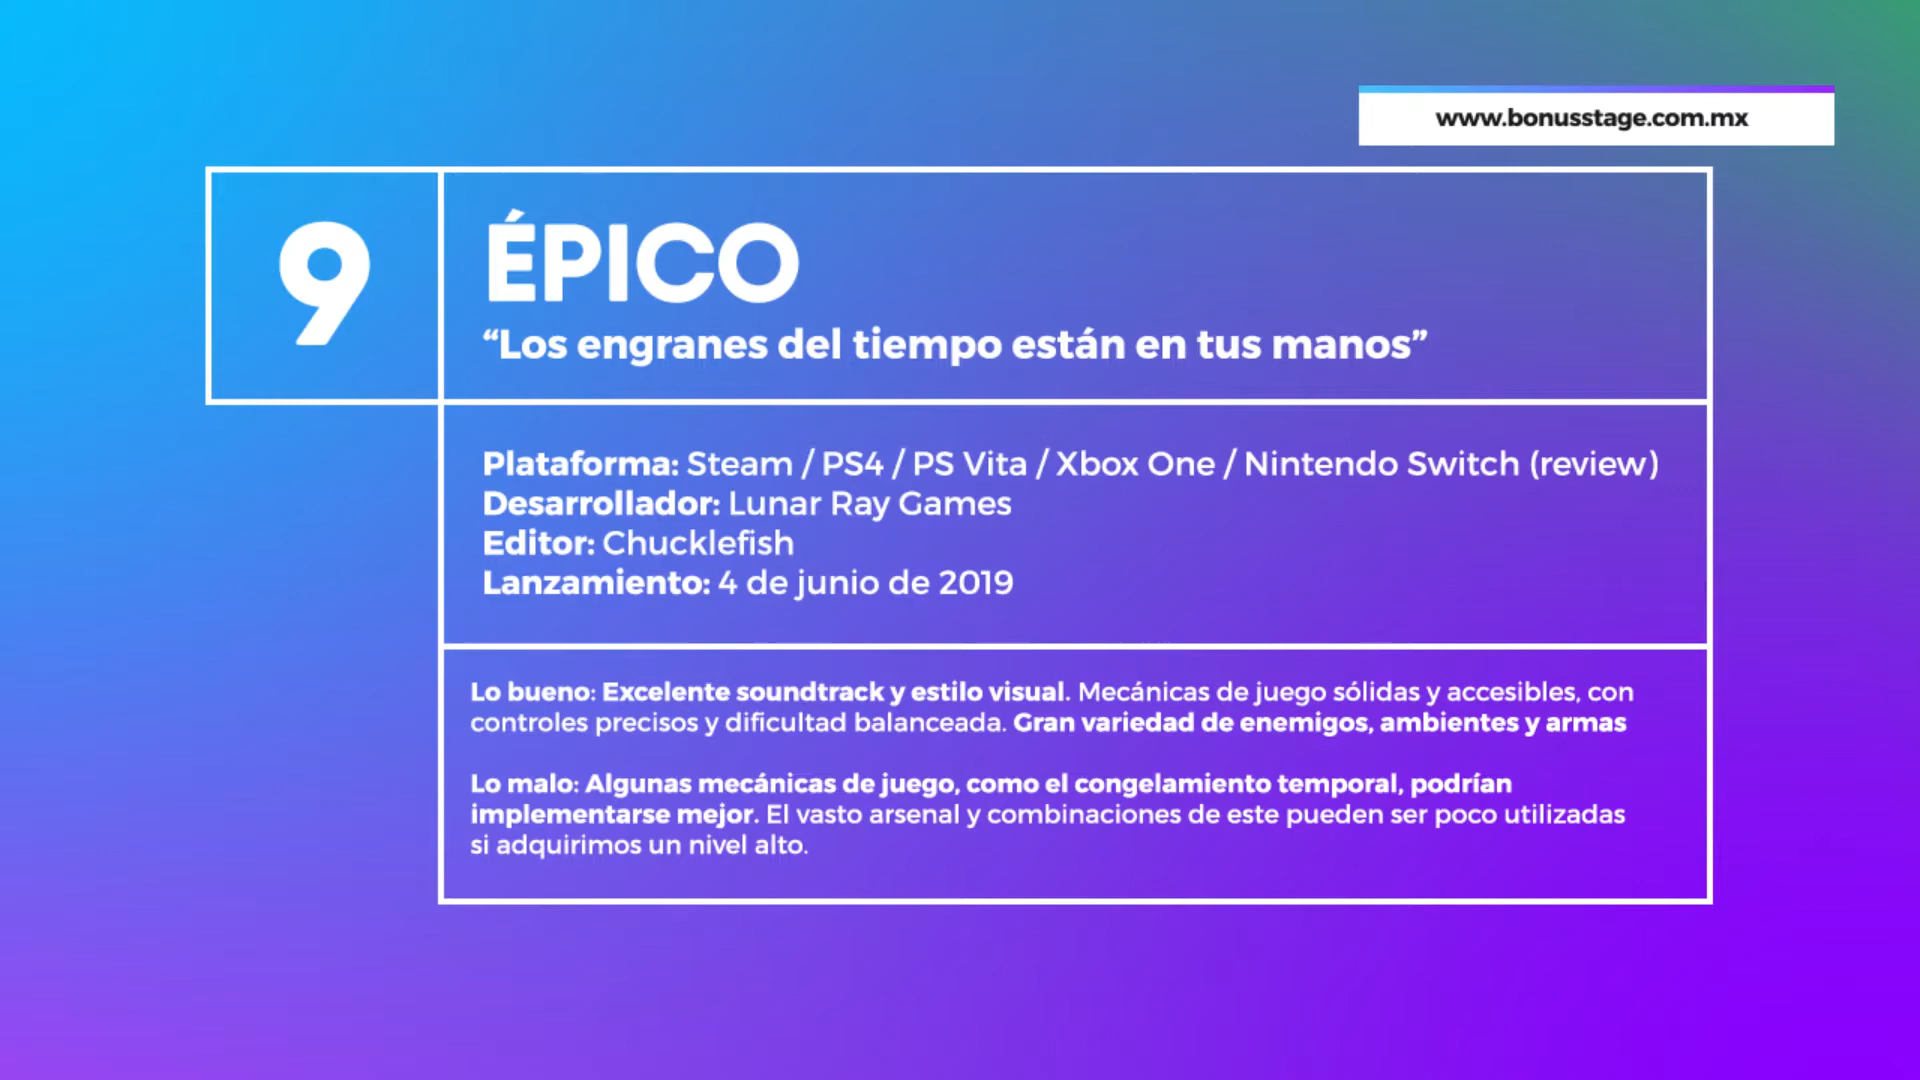 www.bonusstage.com.mx
9
ÉPICO
“Los engranes del tiempo están en tus manos”
Plataforma: Steam / PS4 / PS Vita / Xbox One / Nintendo Switch (review)
Desarrollador: Lunar Ray Games
Editor: Chucklefish
Lanzamiento: 4 de junio de 2019
Lo bueno: Excelente soundtrack y estilo visual. Mecánicas de juego sólidas y accesibles, con
controles precisos y dificultad balanceada. Gran variedad de enemigos, ambientes y armas
Lo malo: Algunas mecánicas de juego, como el congelamiento temporal, podrían
implementarse mejor. El vasto arsenal y combinaciones de este pueden ser poco utilizadas
si adquirimos un nivel alto.